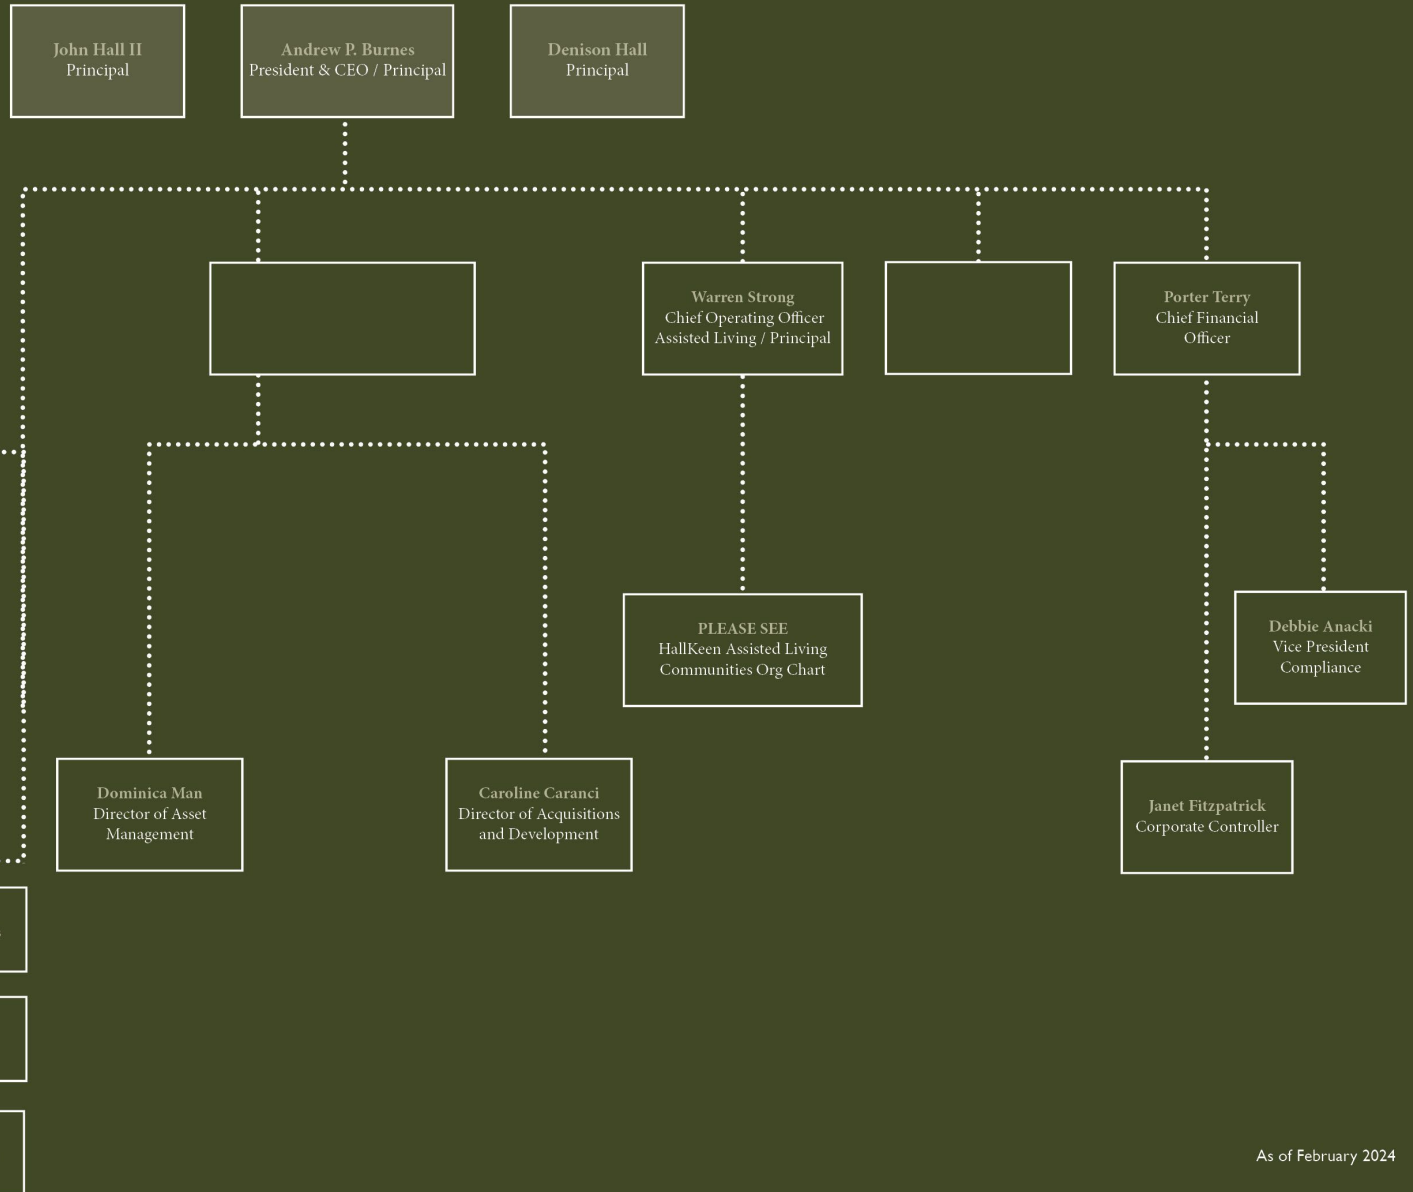 John Hall II
Principal
Andrew P. Burnes
President & CEO / Principal
Denison Hall
Principal
Warren Strong
Chief Operating Officer
Assisted Living / Principal
Porter Terry
Chief Financial
Officer
PLEASE SEE
HallKeen Assisted Living
Communities Org Chart
Debbie Anacki
Vice President
Compliance
Dominica Man
Director of Asset
Management
Caroline Caranci
Director of Acquisitions
and Development
Janet Fitzpatrick
Corporate Controller
As of February 2024